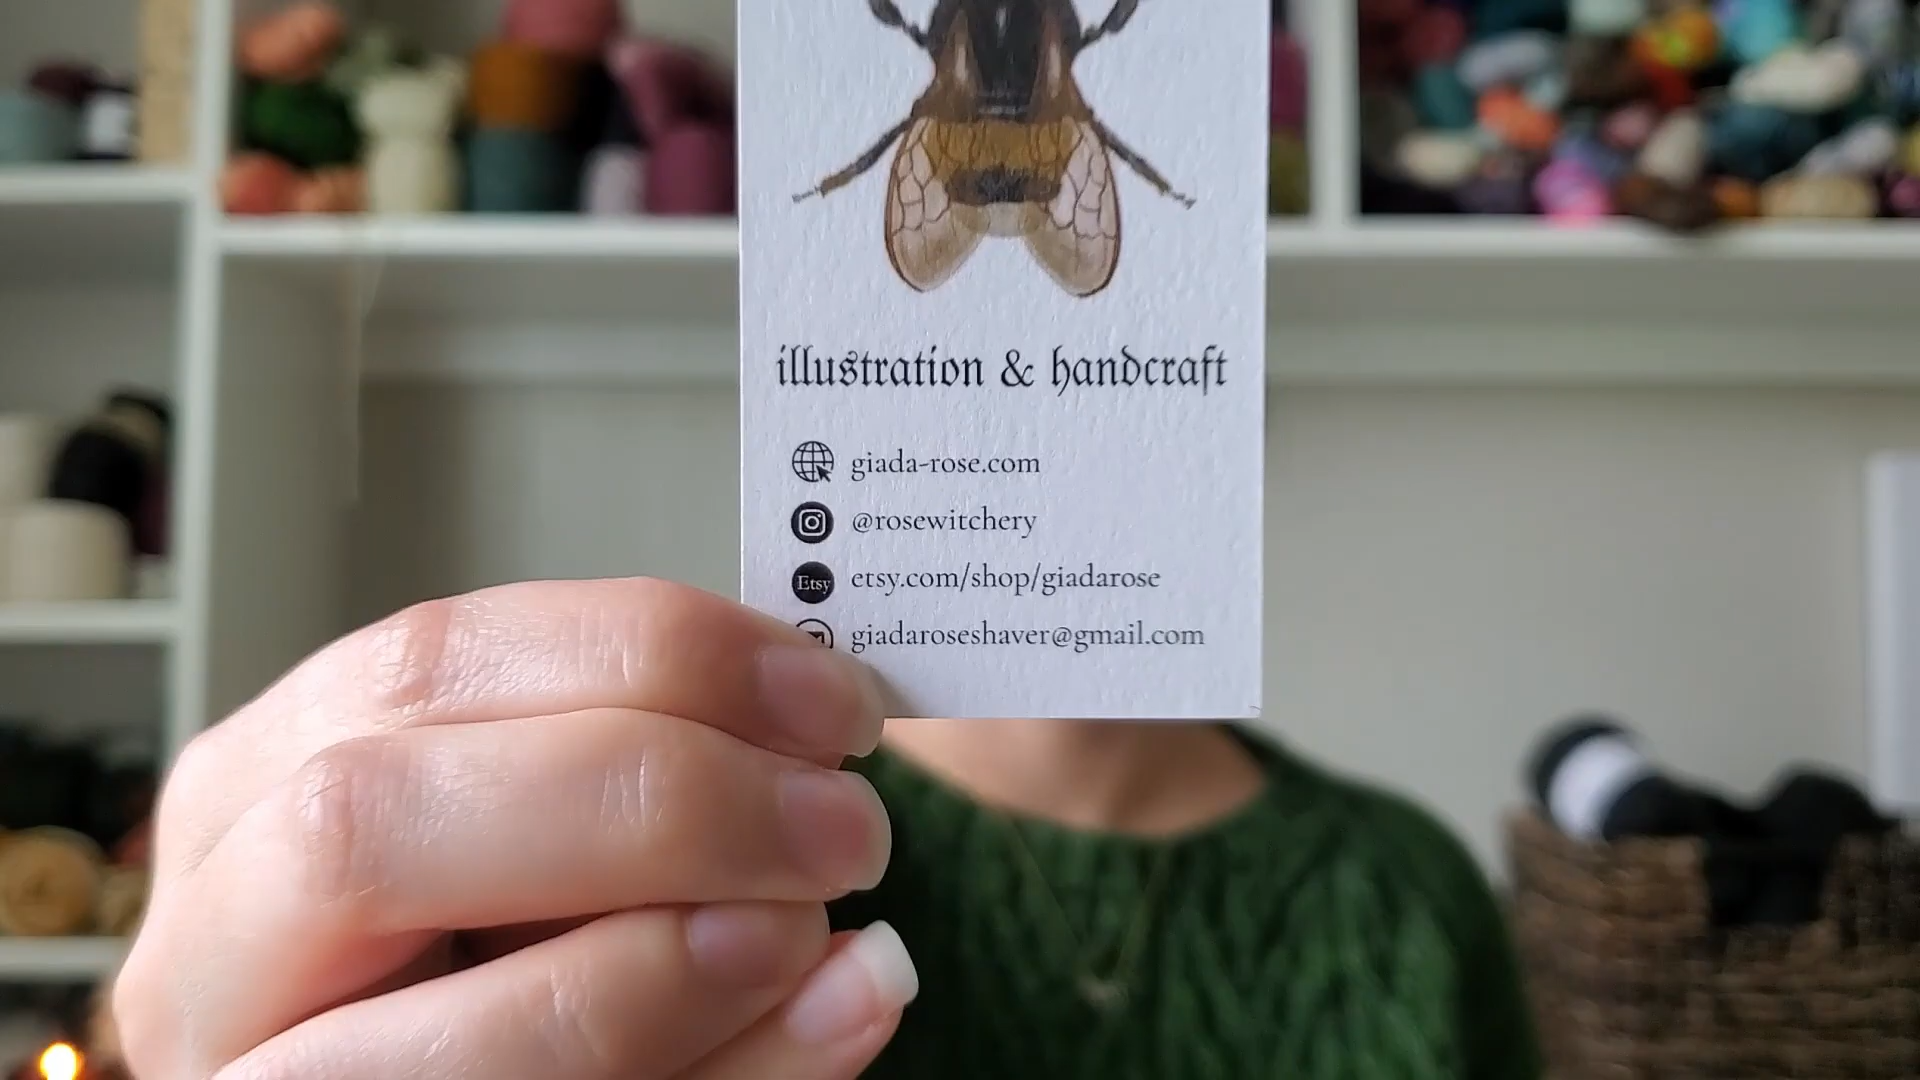 illustration & handcraft
giada-rose.com
@rosewitchery
Etsy etsy.com/shop/giadarose
giadaroseshaver@gmail.com